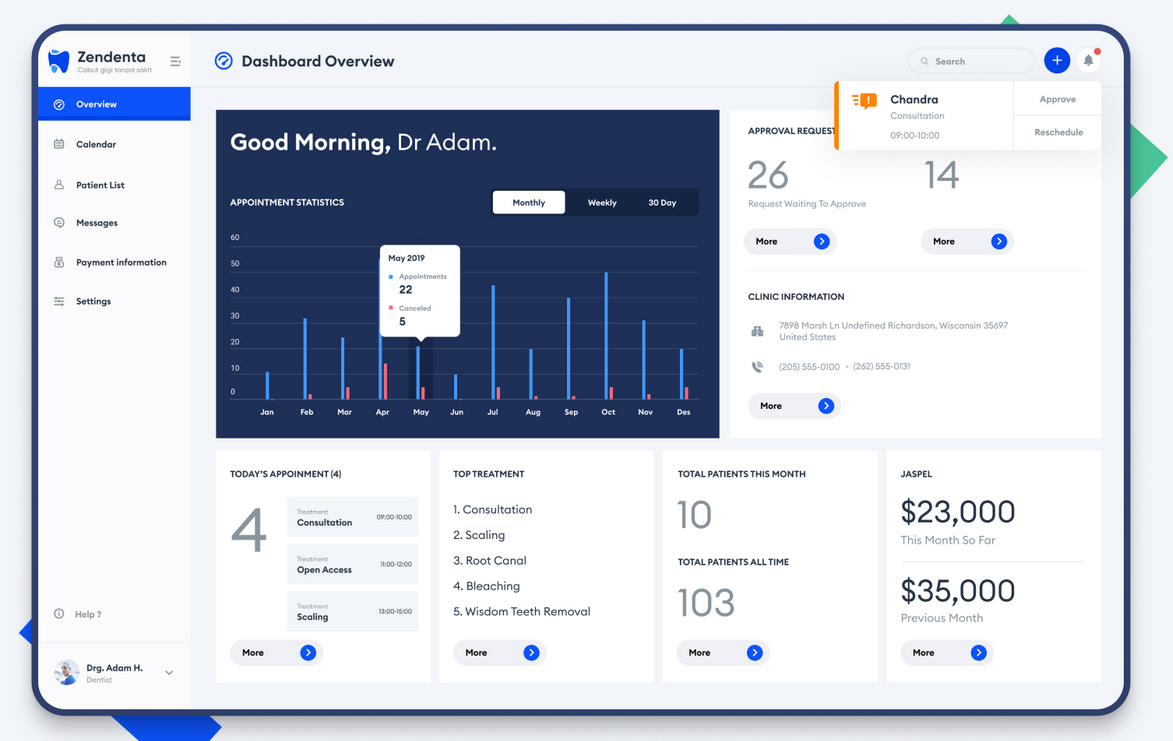 Zendenta
Cabut gigi tanpa sakit
Overview
Calendar
Patient List
Messages
Payment information
Settings
Help ?
Drg. Adam H.
Dentist
Dashboard Overview
Search
Chandra
Consultation
09:00-10:00
Approve
Reschedule
Good Morning, Dr Adam.
APPOINTMENT STATISTICS
Monthly
Weekly
30 Day
60
50
40
30
20
10
0
May 2019
Appointments
22
Canceled
5
Jan Feb Mar Apr May Jun Jul Aug Sep Oct Nov Des
APPROVAL REQUEST
26
14
Request Waiting To Approve
More
More
CLINIC INFORMATION
7898 Marsh Ln Undefined Richardson, Wisconsin 35697
United States
(205) 555-0100 • (262) 555-0131
More
TODAY'S APPOINMENT (4)
4
Treatment
Consultation
09:00-10:00
Treatment
Open Access
11:00-12:00
Treatment
Scaling
13:00-15:00
More
TOP TREATMENT
1. Consultation
2. Scaling
3. Root Canal
4. Bleaching
5. Wisdom Teeth Removal
More
TOTAL PATIENTS THIS MONTH
10
TOTAL PATIENTS ALL TIME
103
More
JASPEL
$23,000
This Month So Far
$35,000
Previous Month
More